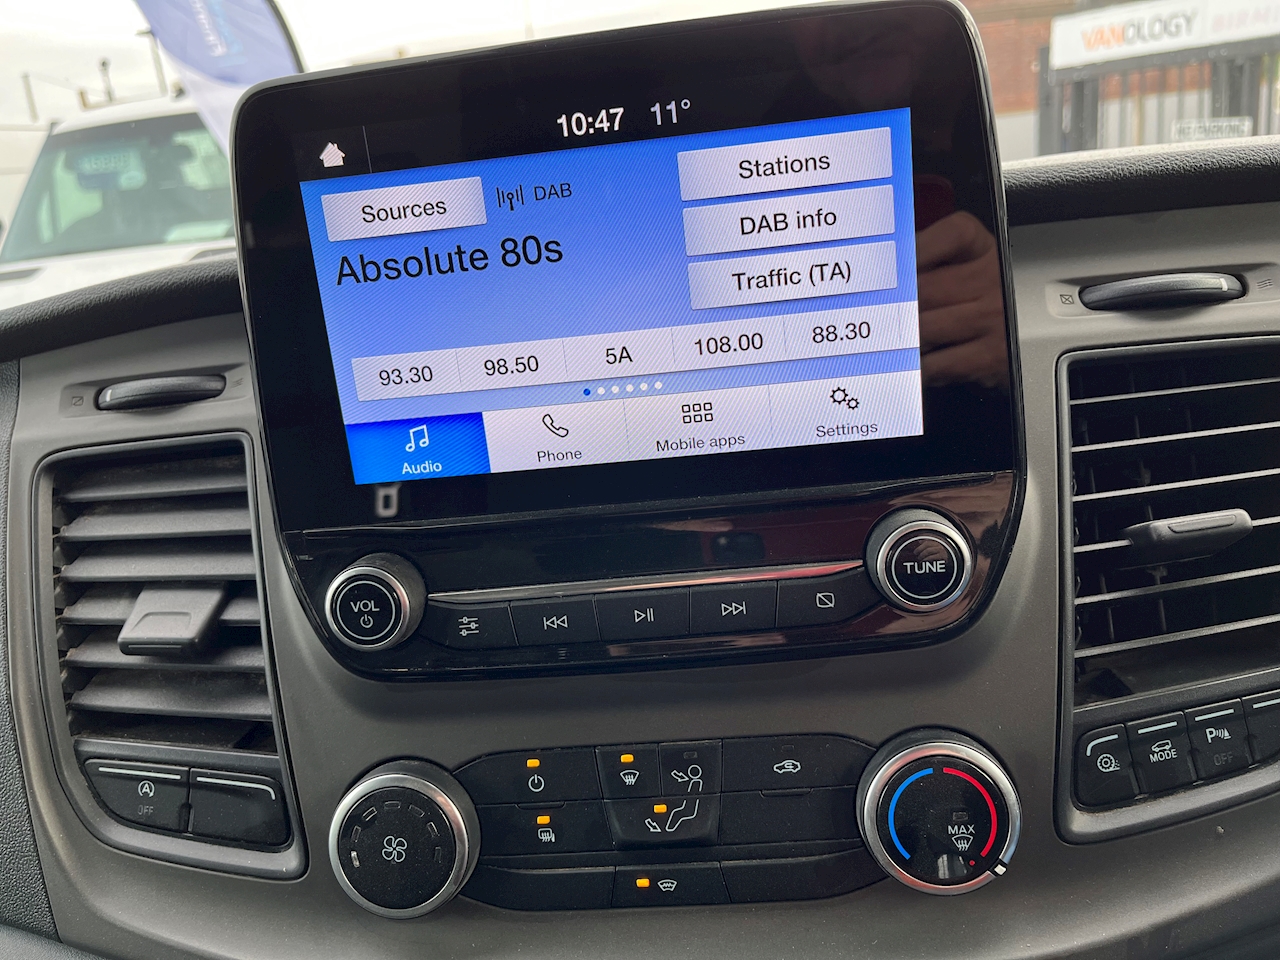 VANOLOGY
10:47 11°
Sources
DAB
Stations
DAB info
Traffic (TA)
Absolute 80s
93.30
98.50
5A
108.00
88.30
Audio
Phone
Mobile apps
Settings
VOL
TUNE
A
OFF
MODE
P
OFF
MAX